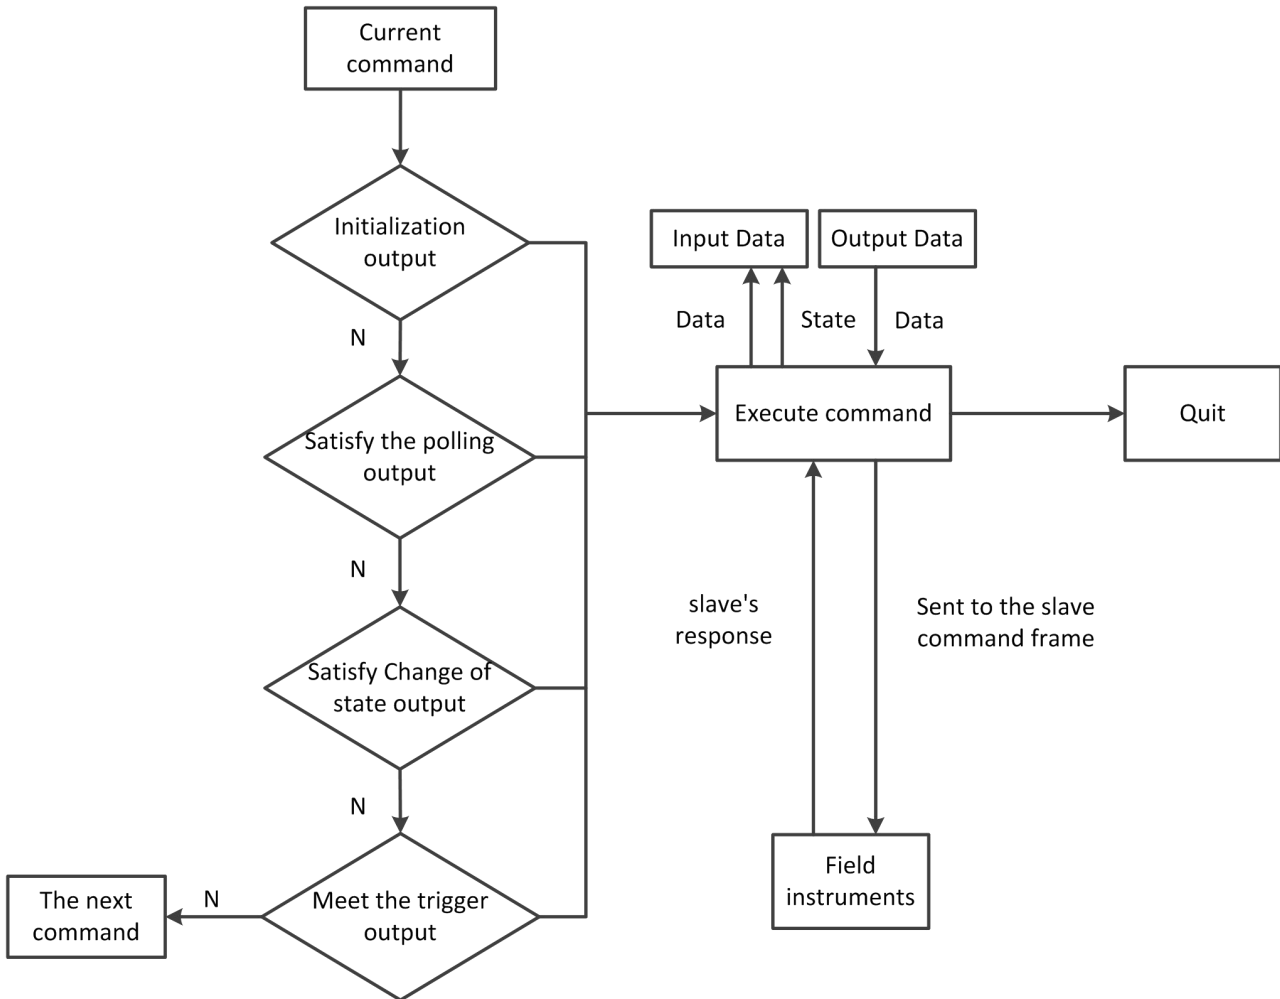 Current
command
Initialization
output
N
Satisfy the polling
output
N
Satisfy Change of
state output
N
Meet the trigger
output
N
The next
command
Input Data
Output Data
Data
State
Data
Execute command
Quit
slave's
response
Sent to the slave
command frame
Field
instruments